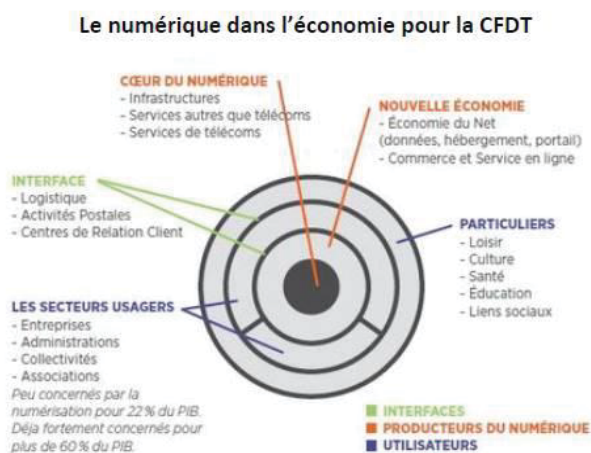 Le numérique dans l'économie pour la CFDT
CŒUR DU NUMÉRIQUE
- Infrastructures
- Services autres que télécoms
- Services de télécoms
NOUVELLE ÉCONOMIE
- Économie du Net
(données, hébergement, portail)
- Commerce et Service en ligne
INTERFACE
- Logistique
- Activités Postales
- Centres de Relation Client
PARTICULIERS
- Loisir
- Culture
- Santé
- Éducation
- Liens sociaux
LES SECTEURS USAGERS
- Entreprises
- Administrations
- Collectivités
- Associations
Peu concernés par la
numérisation pour 22 % du PIB.
Déja fortement concernés pour
plus de 60 % du PIB.
INTERFACES
PRODUCTEURS DU NUMÉRIQUE
UTILISATEURS